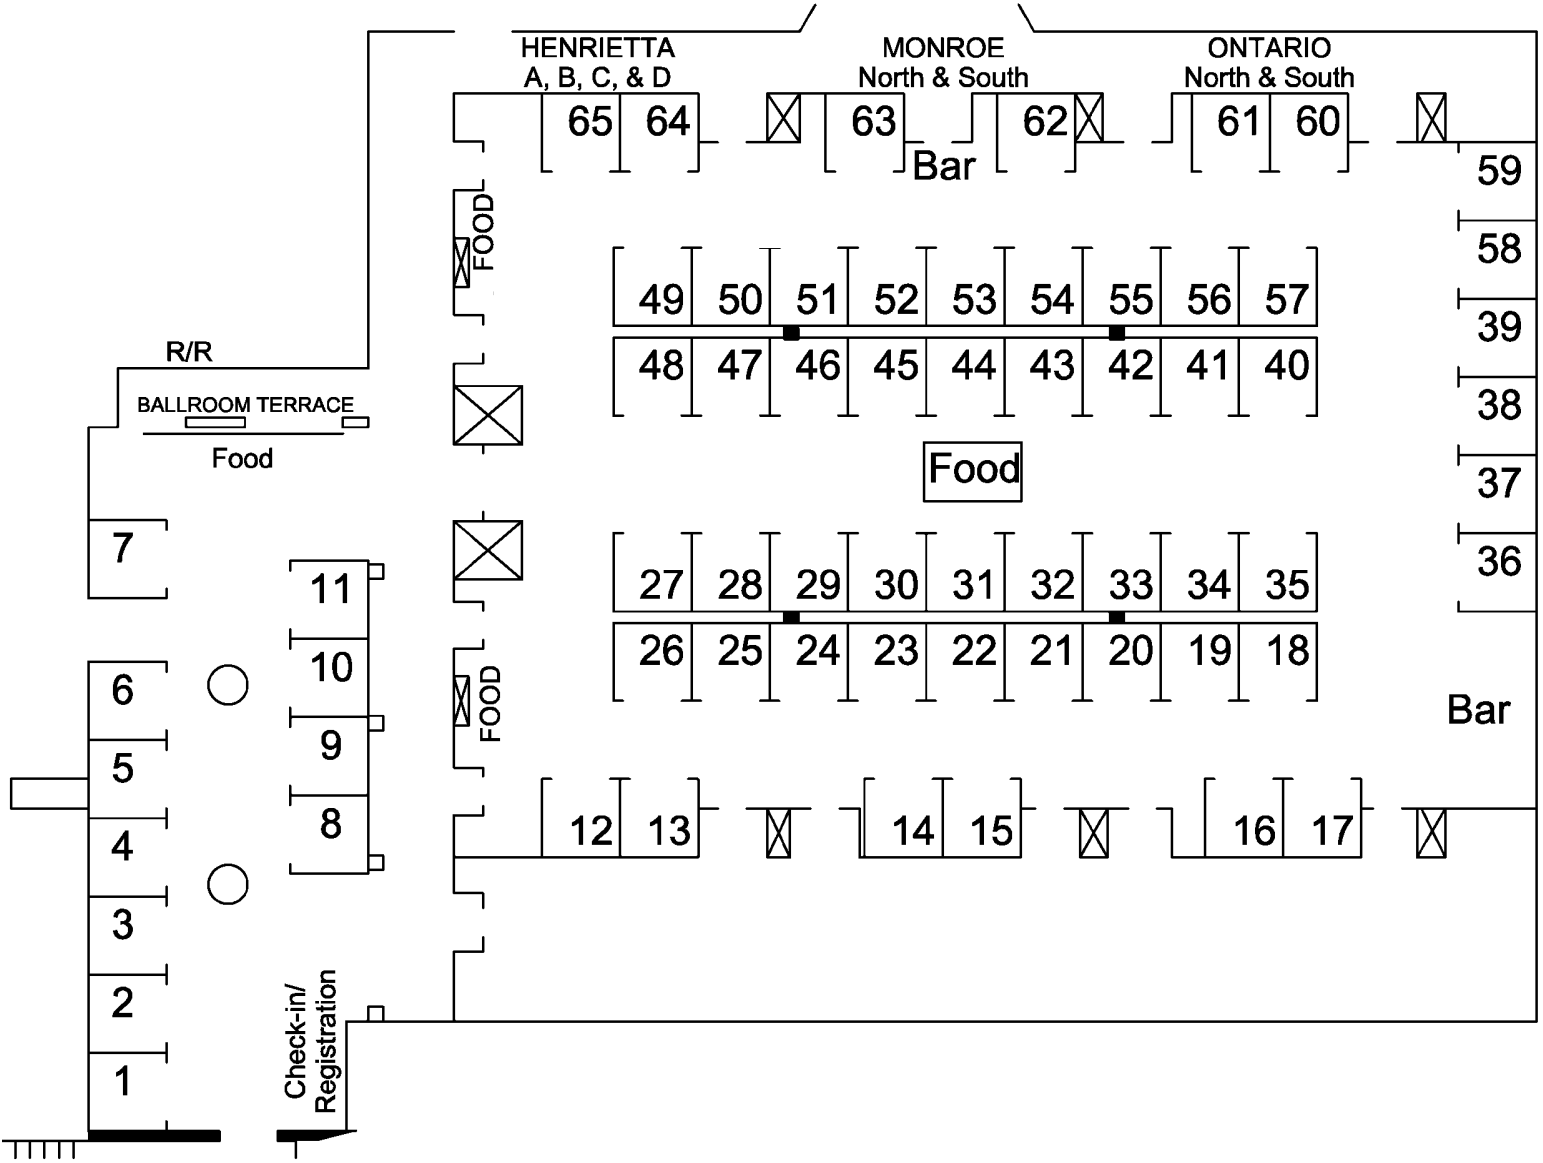 HENRIETTA
A, B, C, & D
MONROE
North & South
ONTARIO
North & South
65 64 63 62 61 60
Bar
59
FOOD
58
49 50 51 52 53 54 55 56 57
39
R/R
48 47 46 45 44 43 42 41 40
BALLROOM TERRACE
38
Food
Food
37
7
36
11
27 28 29 30 31 32 33 34 35
10
26 25 24 23 22 21 20 19 18
6
FOOD
Bar
9
5
8
12 13 14 15 16 17
4
3
2
Check-in/
Registration
1